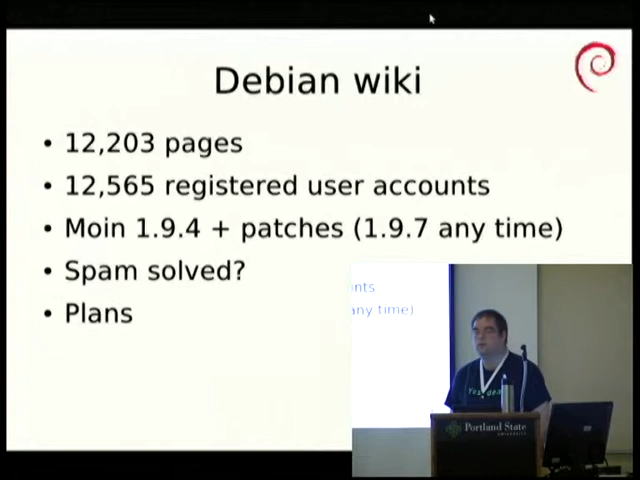 Debian wiki
• 12,203 pages
• 12,565 registered user accounts
• Moin 1.9.4 + patches (1.9.7 any time)
• Spam solved?
• Plans
nts
any time)
Portland State
UNIVERSITY